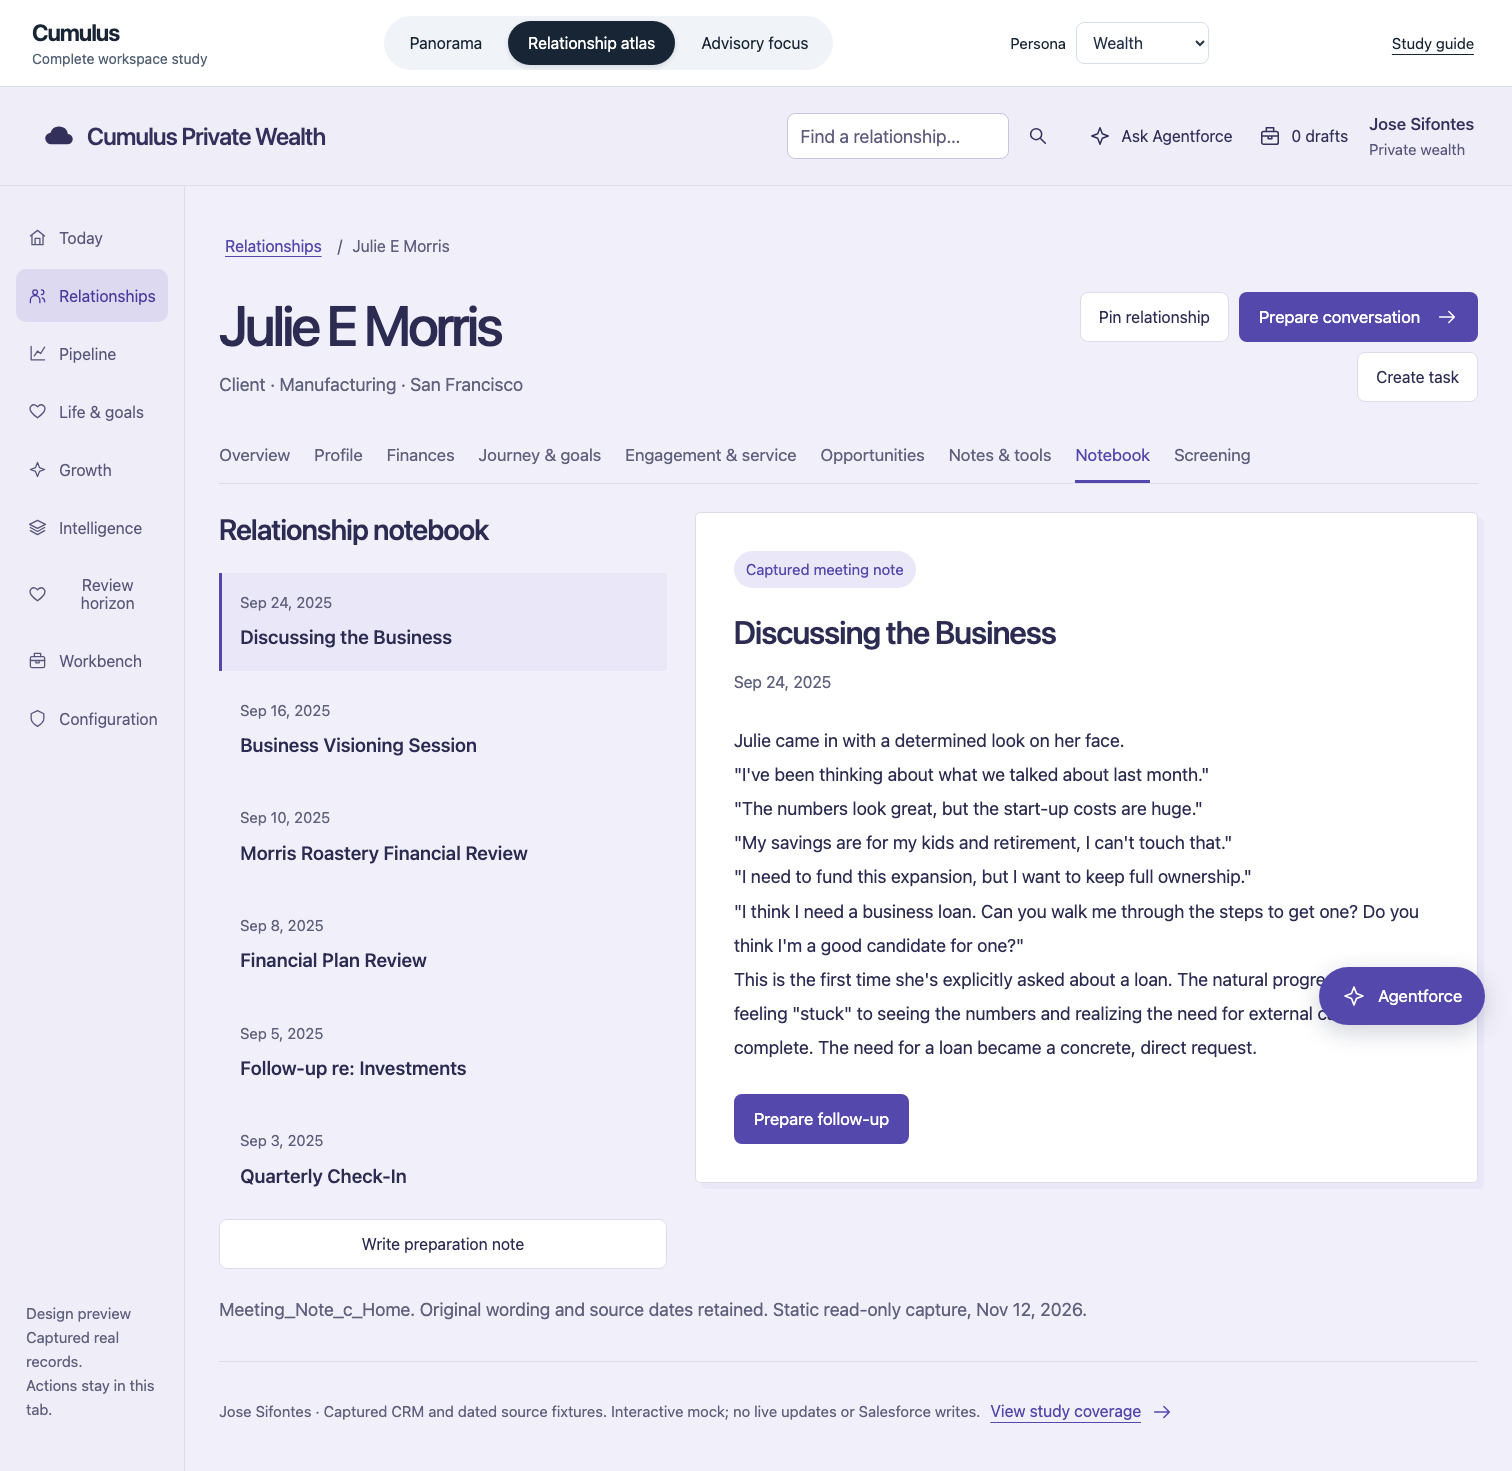 Cumulus
Complete workspace study
Panorama
Relationship atlas
Advisory focus
Persona
Wealth
Study guide
Cumulus Private Wealth
Find a relationship...
Ask Agentforce
0 drafts
Jose Sifontes
Private wealth
Today
Relationships
Pipeline
Life & goals
Growth
Intelligence
Review
horizon
Workbench
Configuration
Design preview
Captured real
records.
Actions stay in this
tab.
Relationships / Julie E Morris
Julie E Morris
Client · Manufacturing · San Francisco
Pin relationship
Prepare conversation
Create task
Overview
Profile
Finances
Journey & goals
Engagement & service
Opportunities
Notes & tools
Notebook
Screening
Relationship notebook
Sep 24, 2025
Discussing the Business
Sep 16, 2025
Business Visioning Session
Sep 10, 2025
Morris Roastery Financial Review
Sep 8, 2025
Financial Plan Review
Sep 5, 2025
Follow-up re: Investments
Sep 3, 2025
Quarterly Check-In
Write preparation note
Captured meeting note
Discussing the Business
Sep 24, 2025
Julie came in with a determined look on her face.
"I've been thinking about what we talked about last month."
"The numbers look great, but the start-up costs are huge."
"My savings are for my kids and retirement, I can't touch that."
"I need to fund this expansion, but I want to keep full ownership."
"I think I need a business loan. Can you walk me through the steps to get one? Do you
think I'm a good candidate for one?"
This is the first time she's explicitly asked about a loan. The natural
feeling "stuck" to seeing the numbers and realizing the need for external
complete. The need for a loan became a concrete, direct request.
Agentforce
Prepare follow-up
Meeting_Note_c_Home. Original wording and source dates retained. Static read-only capture, Nov 12, 2026.
Jose Sifontes · Captured CRM and dated source fixtures. Interactive mock; no live updates or Salesforce writes.
View study coverage